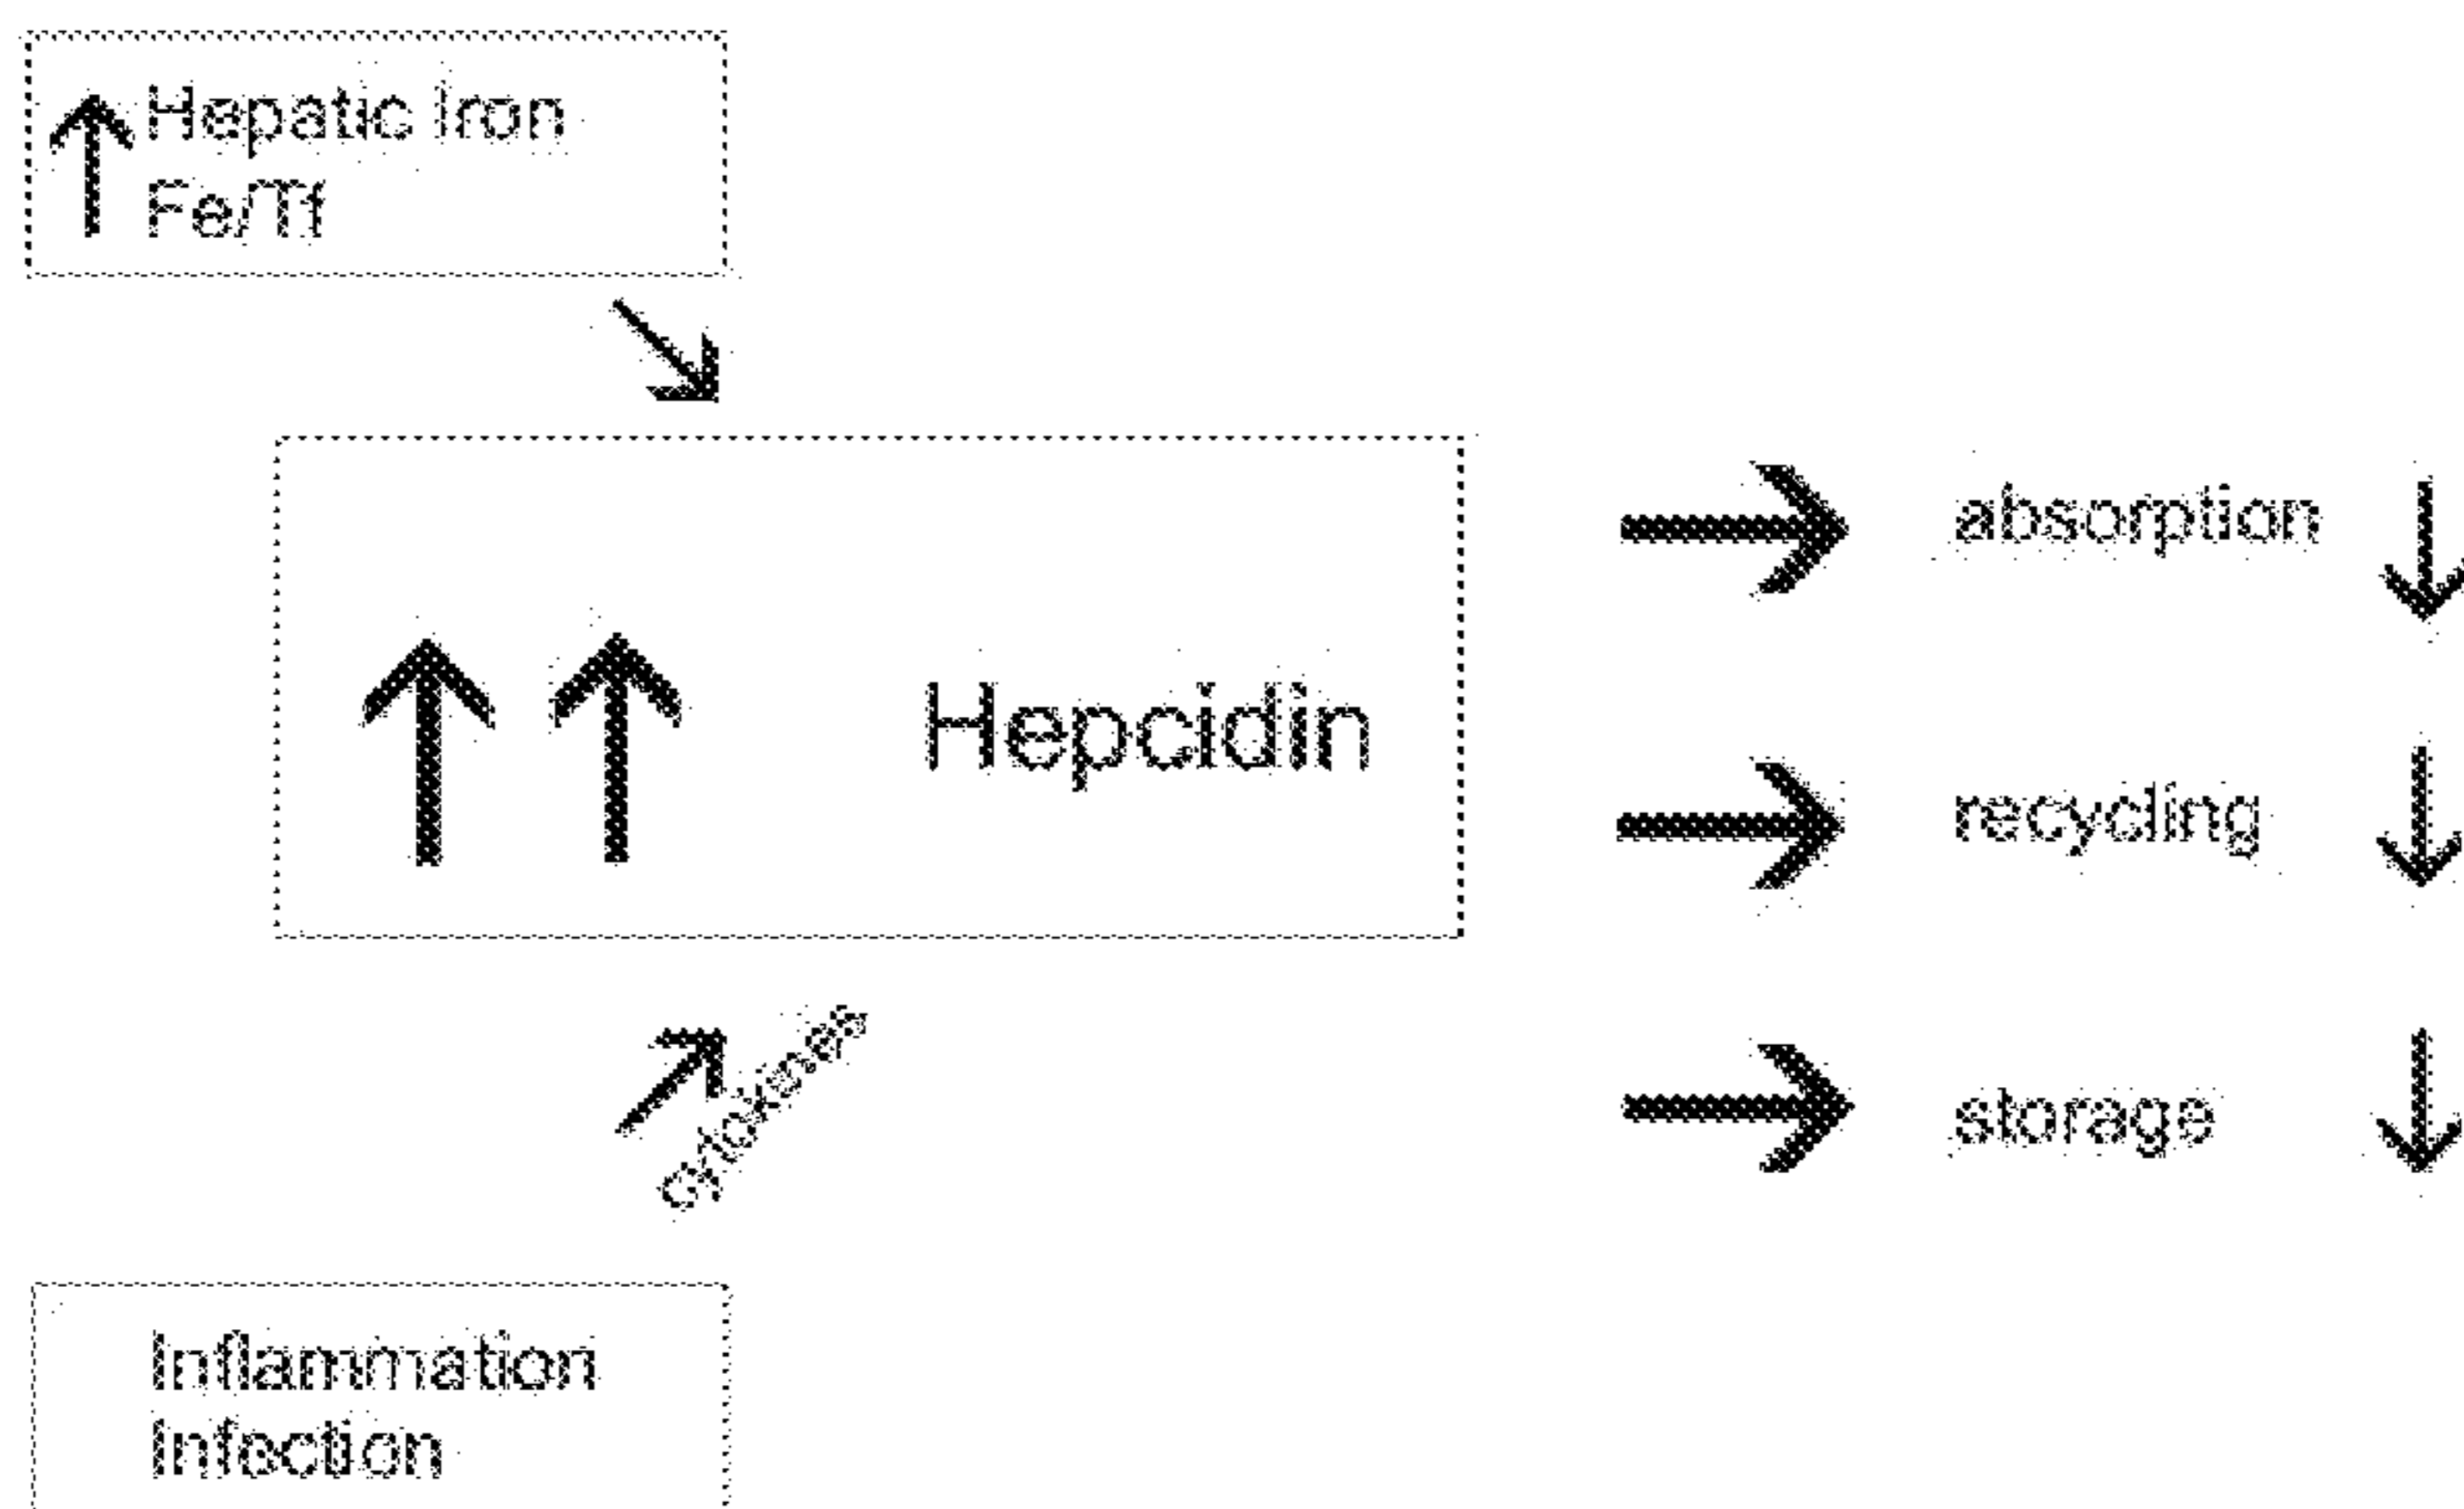 Hepatic Iron
Fe/Tf
absorption
Hepcidin
recycling
Cytokines
storage
Inflammation
Infection